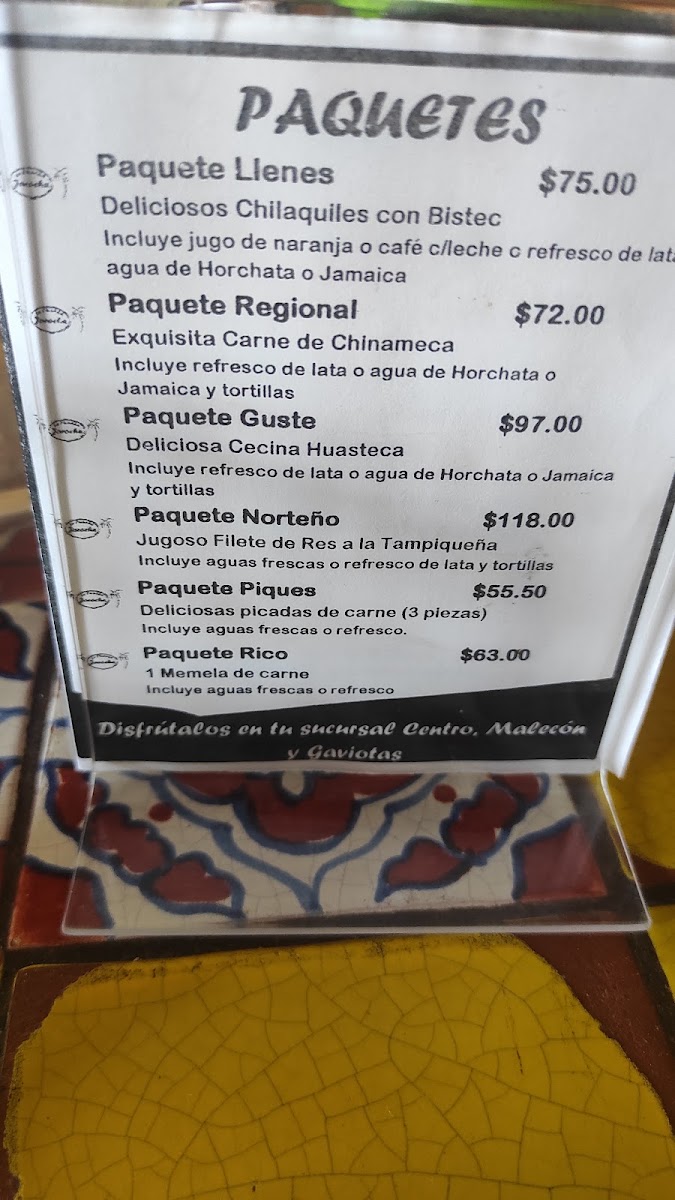 PAQUETES
Paquete Llenes $75.00
Deliciosos Chilaquiles con Bistec
Incluye jugo de naranja o café c/leche c refresco de lata
agua de Horchata o Jamaica
Paquete Regional $72.00
Exquisita Carne de Chinameca
Incluye refresco de lata o agua de Horchata o
Jamaica y tortillas
Paquete Guste $97.00
Deliciosa Cecina Huasteca
Incluye refresco de lata o agua de Horchata o Jamaica
y tortillas
Paquete Norteño $118.00
Jugoso Filete de Res a la Tampiqueña
Incluye aguas frescas o refresco de lata y tortillas
Paquete Piques $55.50
Deliciosas picadas de carne (3 piezas)
Incluye aguas frescas o refresco.
Paquete Rico $63.00
1 Memela de carne
Incluye aguas frescas o refresco
Disfrútalos en tu sucursal Centro, Malecón
y Gaviotas